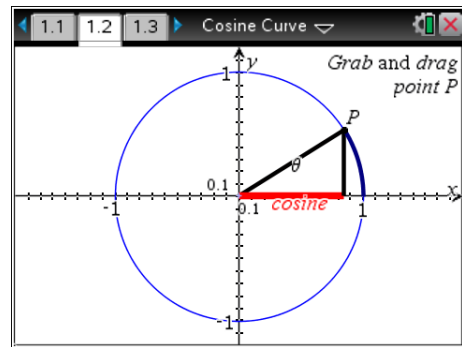 1.1 1.2 1.3 Cosine Curve
1 y
Grab and drag
point P
P
θ
0.1
x
-1 0.1 cosine 1
-1